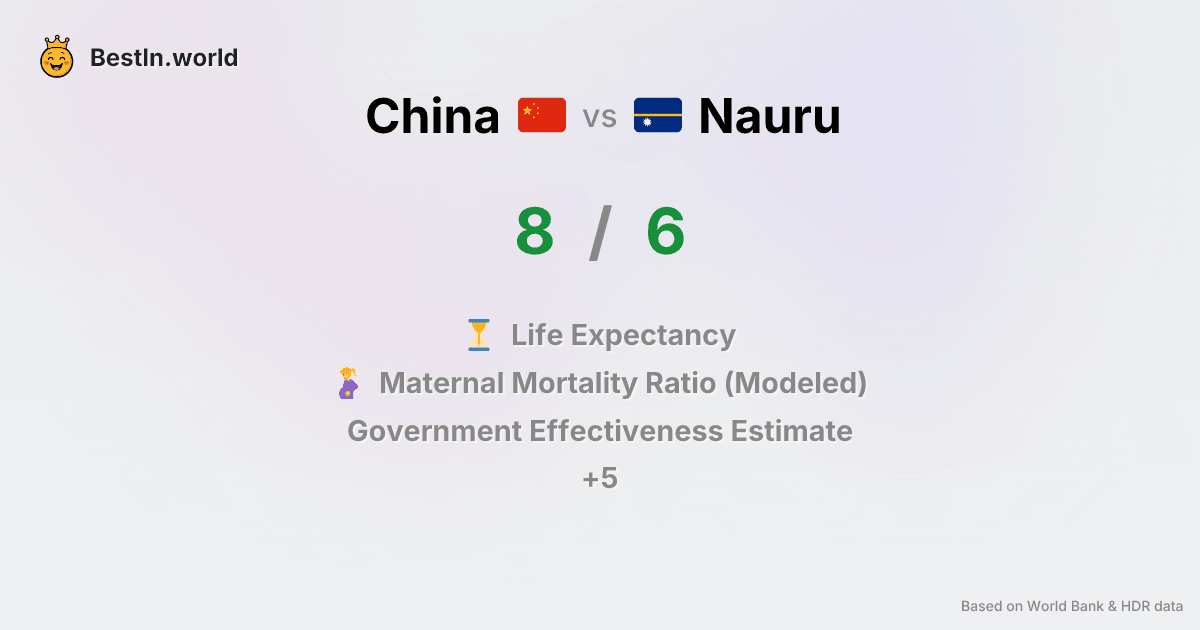 BestIn.world
China vs Nauru
8 / 6
Life Expectancy
Maternal Mortality Ratio (Modeled)
Government Effectiveness Estimate
+5
Based on World Bank & HDR data